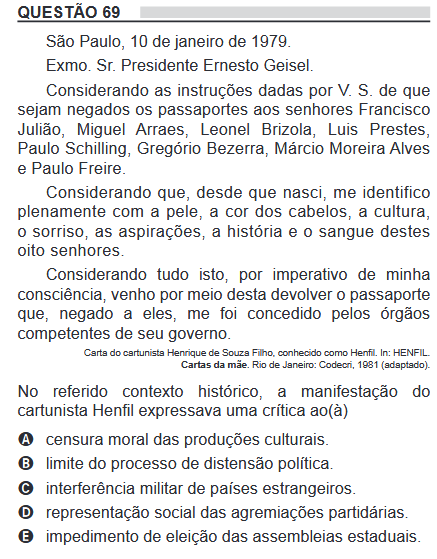 QUESTÃO 69
São Paulo, 10 de janeiro de 1979.
Exmo. Sr. Presidente Ernesto Geisel.
Considerando as instruções dadas por V. S. de que
sejam negados os passaportes aos senhores Francisco
Julião, Miguel Arraes, Leonel Brizola, Luis Prestes,
Paulo Schilling, Gregório Bezerra, Márcio Moreira Alves
e Paulo Freire.
Considerando que, desde que nasci, me identifico
plenamente com a pele, a cor dos cabelos, a cultura,
o sorriso, as aspirações, a história e o sangue destes
oito senhores.
Considerando tudo isto, por imperativo de minha
consciência, venho por meio desta devolver o passaporte
que, negado a eles, me foi concedido pelos órgãos
competentes de seu governo.
Carta do cartunista Henrique de Souza Filho, conhecido como Henfil. In: HENFIL.
Cartas da mãe. Rio de Janeiro: Codecri, 1981 (adaptado).
No referido contexto histórico, a manifestação do
cartunista Henfil expressava uma crítica ao(à)
A censura moral das produções culturais.
B limite do processo de distensão política.
C interferência militar de países estrangeiros.
D representação social das agremiações partidárias.
E impedimento de eleição das assembleias estaduais.